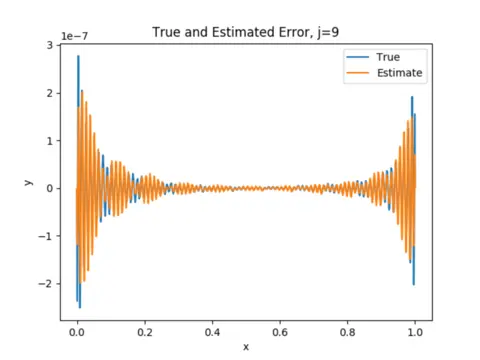 True and Estimated Error, j=9
1e−7
True
Estimate
3
2
1
0
−1
−2
y
0.0 0.2 0.4 0.6 0.8 1.0
x